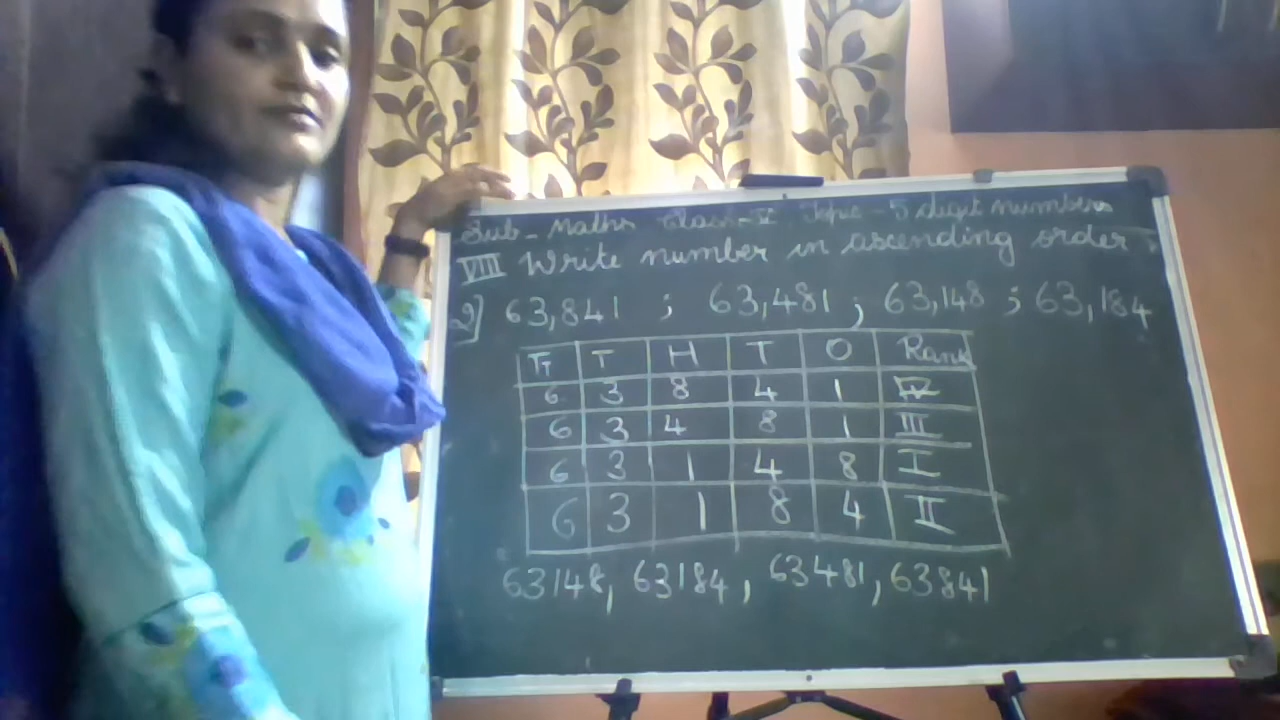 Sub - Maths Class - V Topic - 5 digit numbers
VIII Write number in ascending order
2] 63,841 ; 63,481 ; 63,148 ; 63,184
TT T H T O Rank
6 3 8 4 1 IV
6 3 4 8 1 III
6 3 1 4 8 I
6 3 1 8 4 II
63148, 63184, 63481, 63841